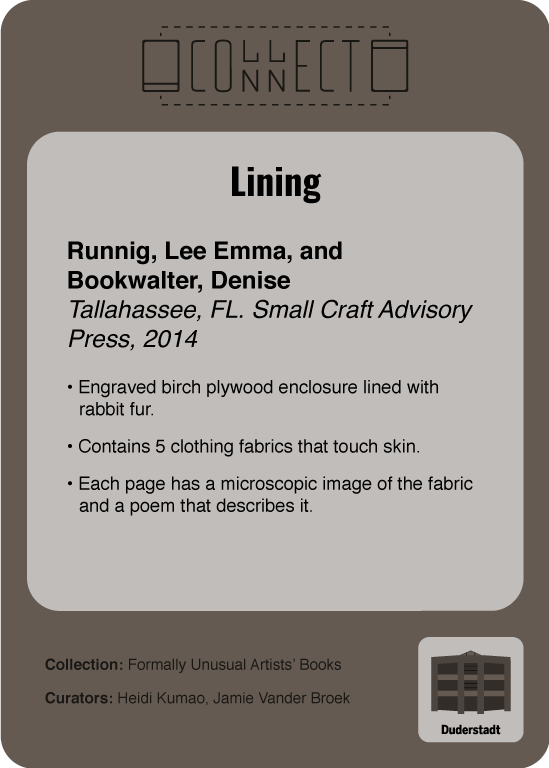 COLLECT
CONNECT
Lining
Runnig, Lee Emma, and
Bookwalter, Denise
Tallahassee, FL. Small Craft Advisory
Press, 2014
• Engraved birch plywood enclosure lined with
rabbit fur.
• Contains 5 clothing fabrics that touch skin.
• Each page has a microscopic image of the fabric
and a poem that describes it.
Collection: Formally Unusual Artists' Books
Curators: Heidi Kumao, Jamie Vander Broek
Duderstadt